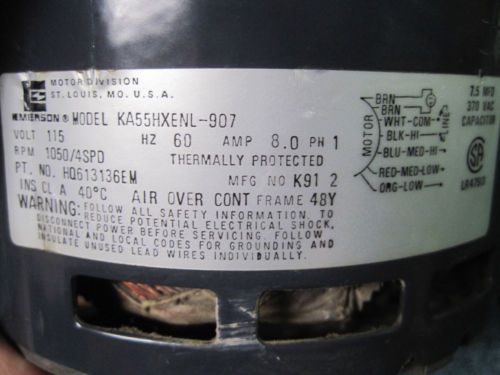 MOTOR DIVISION
ST. LOUIS, MO. U.S.A.
EMERSON® MODEL KA55HXENL-907
VOLT 115 HZ 60 AMP 8.0 PH 1
RPM 1050/4SPD THERMALLY PROTECTED
PT. NO. HQ613136EM MFG NO K91 2
INS CL A 40°C AIR OVER CONT FRAME 48Y
WARNING: FOLLOW ALL SAFETY INFORMATION. TO
REDUCE POTENTIAL ELECTRICAL SHOCK,
DISCONNECT POWER BEFORE SERVICING. FOLLOW
NATIONAL AND LOCAL CODES FOR GROUNDING AND
INSULATE UNUSED LEAD WIRES INDIVIDUALLY.
MOTOR
BRN
BRN
WHT-COM
BLK-HI
BLU-MED-HI
RED-MED-LOW
ORG-LOW
LINE
7.5 MFD
370 VAC
CAPACITOR
SA